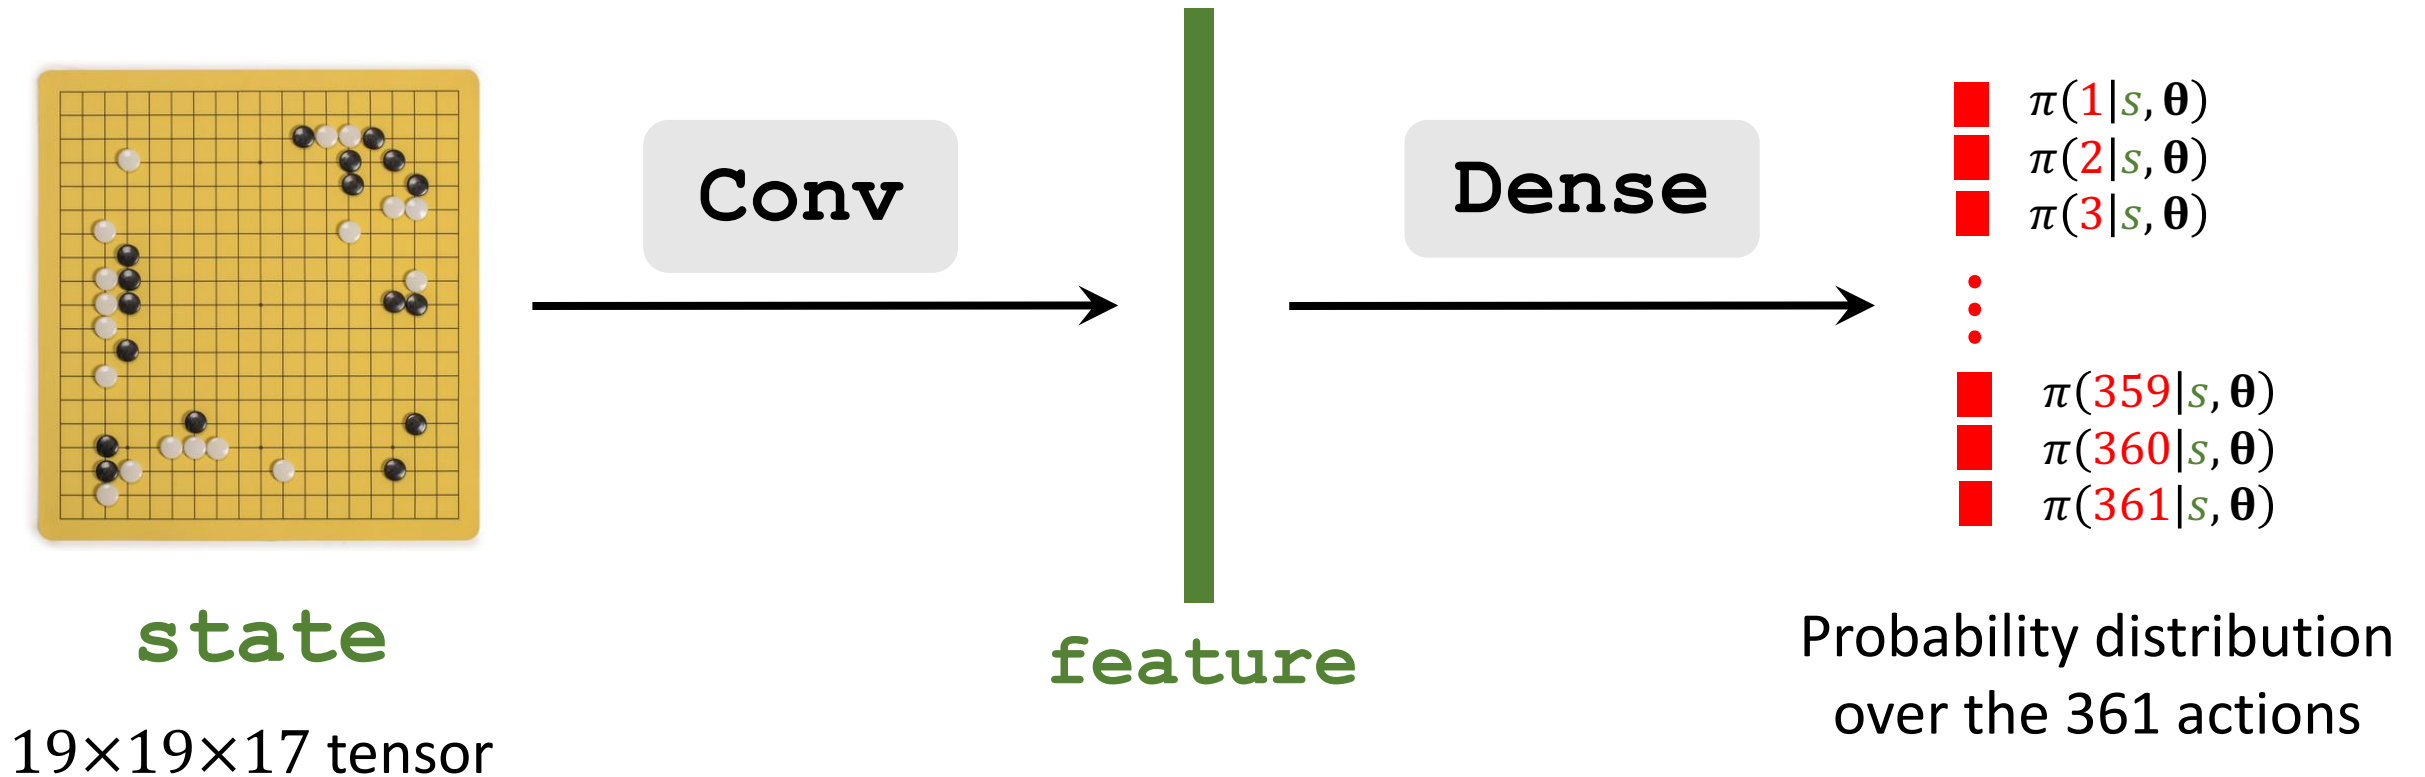 Conv
Dense
π(1|s, θ)
π(2|s, θ)
π(3|s, θ)
π(359|s, θ)
π(360|s, θ)
π(361|s, θ)
state
19×19×17 tensor
feature
Probability distribution
over the 361 actions